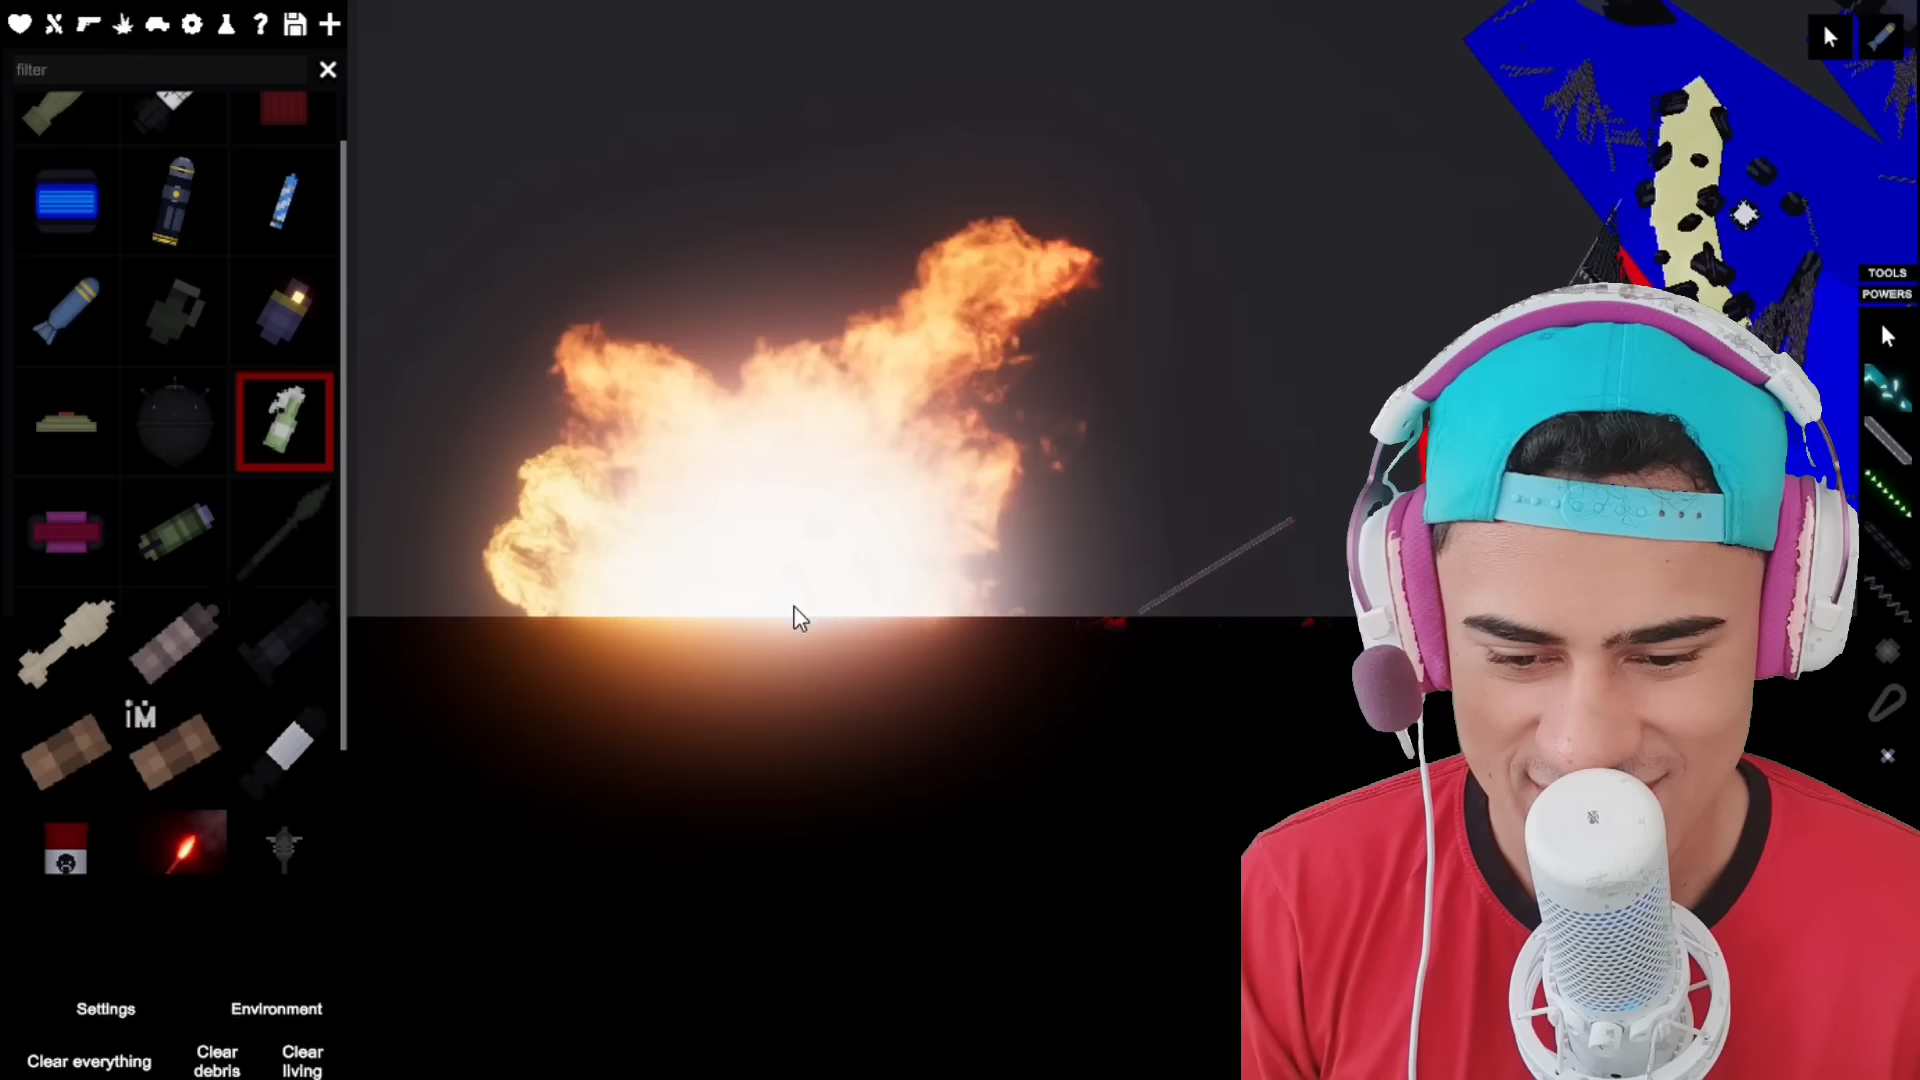 filter
TOOLS
POWERS
iM
Settings
Environment
Clear everything
Clear debris
Clear living